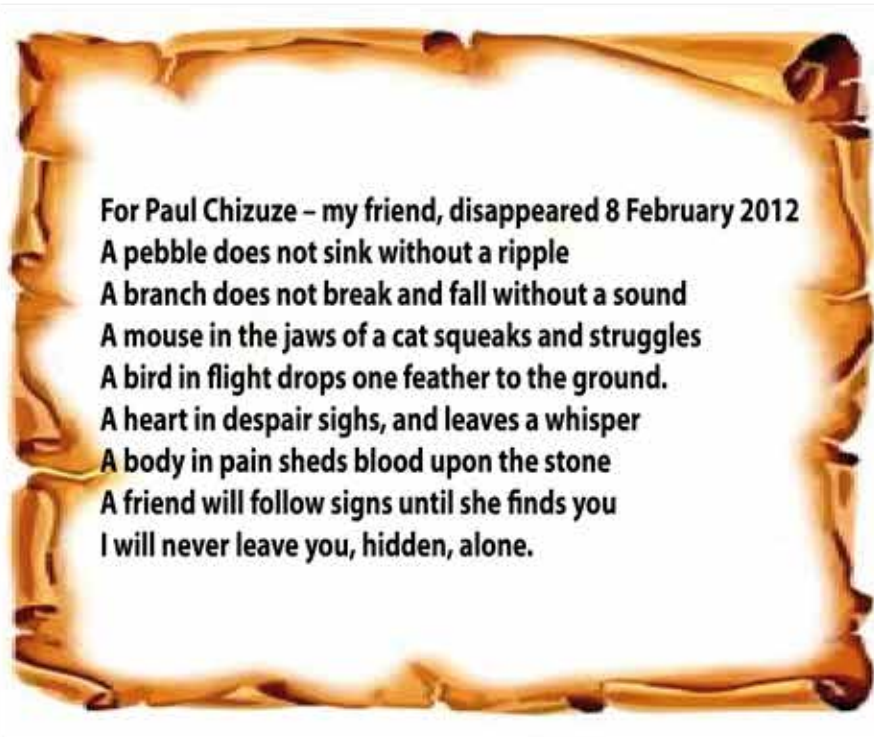 For Paul Chizuze – my friend, disappeared 8 February 2012
A pebble does not sink without a ripple
A branch does not break and fall without a sound
A mouse in the jaws of a cat squeaks and struggles
A bird in flight drops one feather to the ground.
A heart in despair sighs, and leaves a whisper
A body in pain sheds blood upon the stone
A friend will follow signs until she finds you
I will never leave you, hidden, alone.